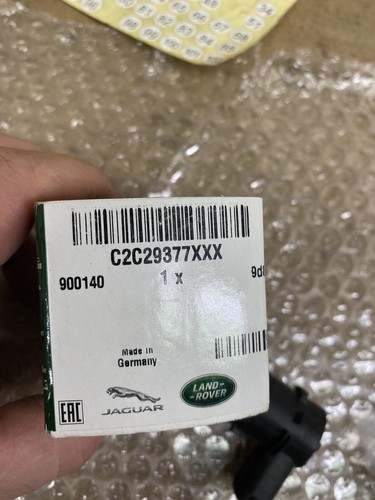 C2C29377XXX
900140
1 x
Made in
Germany
EAC
JAGUAR
LAND-
-ROVER